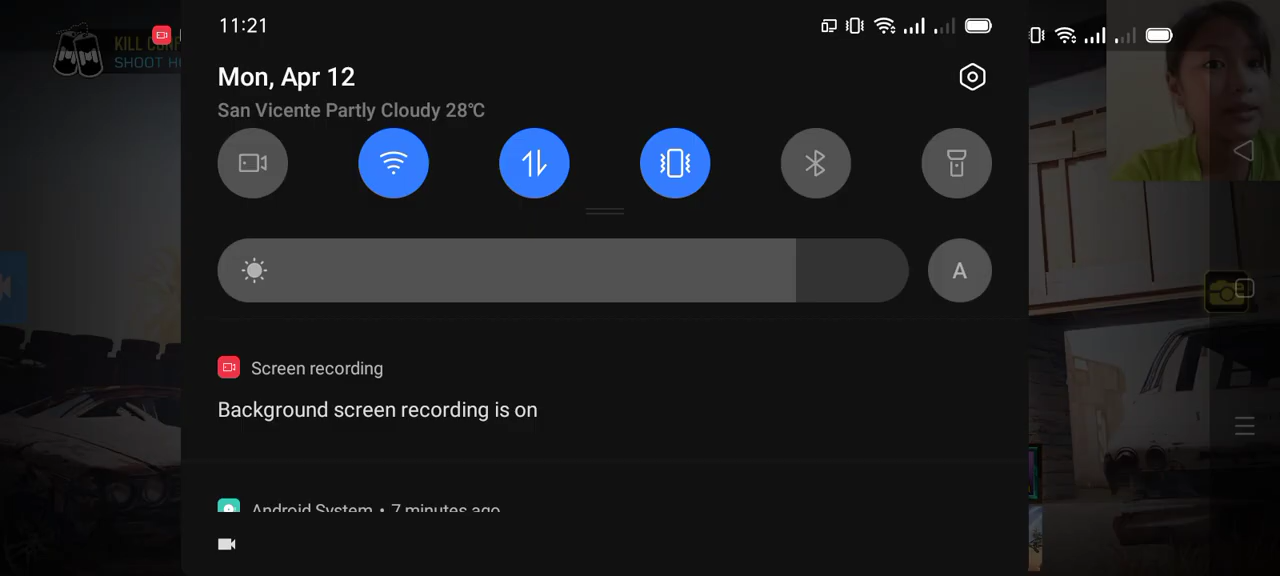 11:21
KILL CONF
SHOOT H
Mon, Apr 12
San Vicente Partly Cloudy 28°C
A
Screen recording
Background screen recording is on
Android System • 7 minutes ago